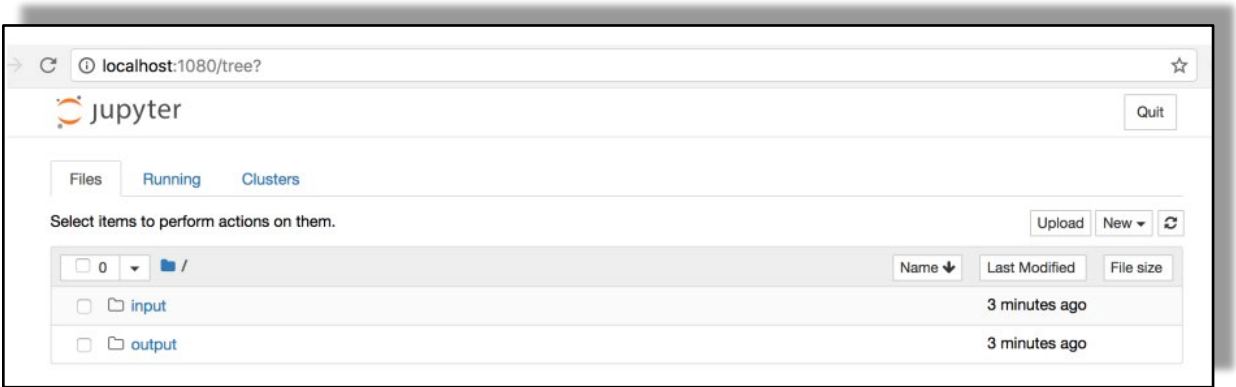 localhost:1080/tree?
jupyter
Quit
Files Running Clusters
Select items to perform actions on them.
Upload New
0 / Name Last Modified File size
input 3 minutes ago
output 3 minutes ago